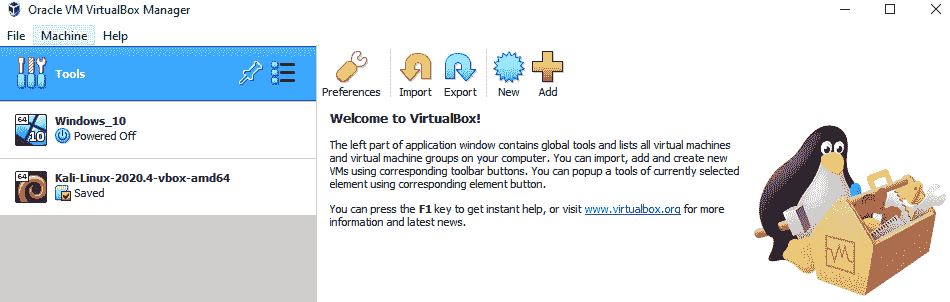 Oracle VM VirtualBox Manager
File Machine Help
Tools
Preferences Import Export New Add
64
10
Windows_10
Powered Off
64
Kali-Linux-2020.4-vbox-amd64
Saved
Welcome to VirtualBox!
The left part of application window contains global tools and lists all virtual machines
and virtual machine groups on your computer. You can import, add and create new
VMs using corresponding toolbar buttons. You can popup a tools of currently selected
element using corresponding element button.
You can press the F1 key to get instant help, or visit www.virtualbox.org for more
information and latest news.